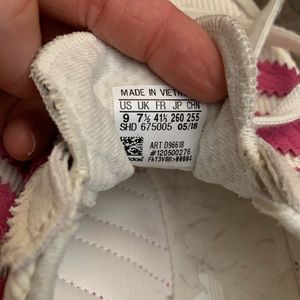 MADE IN VIETNAM
US UK FR JP CHN
9 7½ 41⅓ 260 255
SHD 675005 05/18
ART D96618
#120500276
adidas